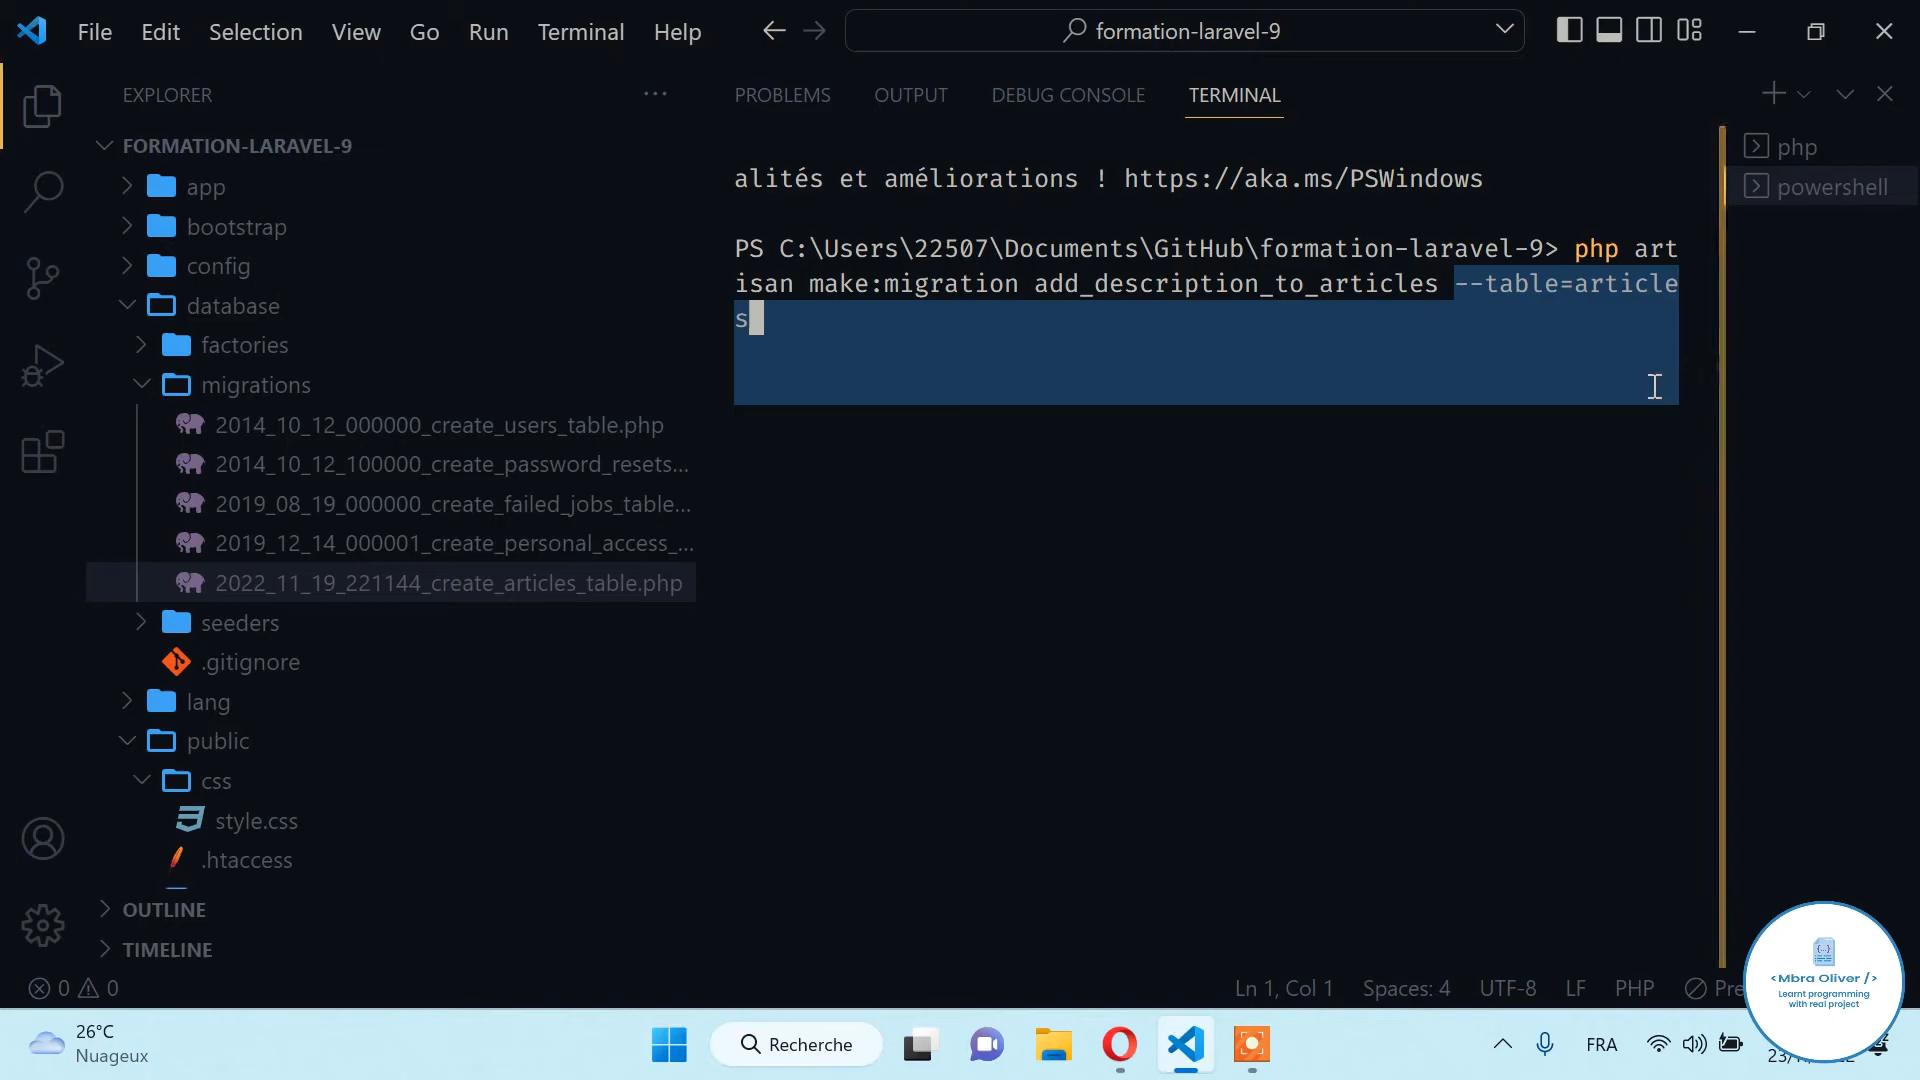 File Edit Selection View Go Run Terminal Help
formation-laravel-9
EXPLORER
FORMATION-LARAVEL-9
app
bootstrap
config
database
factories
migrations
2014_10_12_000000_create_users_table.php
2014_10_12_100000_create_password_resets...
2019_08_19_000000_create_failed_jobs_table...
2019_12_14_000001_create_personal_access_...
2022_11_19_221144_create_articles_table.php
seeders
.gitignore
lang
public
css
style.css
.htaccess
OUTLINE
TIMELINE
PROBLEMS OUTPUT DEBUG CONSOLE TERMINAL
alités et améliorations ! https://aka.ms/PSWindows
PS C:\Users\22507\Documents\GitHub\formation-laravel-9> php art
isan make:migration add_description_to_articles --table=article
s
php
powershell
0 0
Ln 1, Col 1 Spaces: 4 UTF-8 LF PHP
<Mbra Oliver />
Learnt programming
with real project
26°C
Nuageux
Recherche
FRA